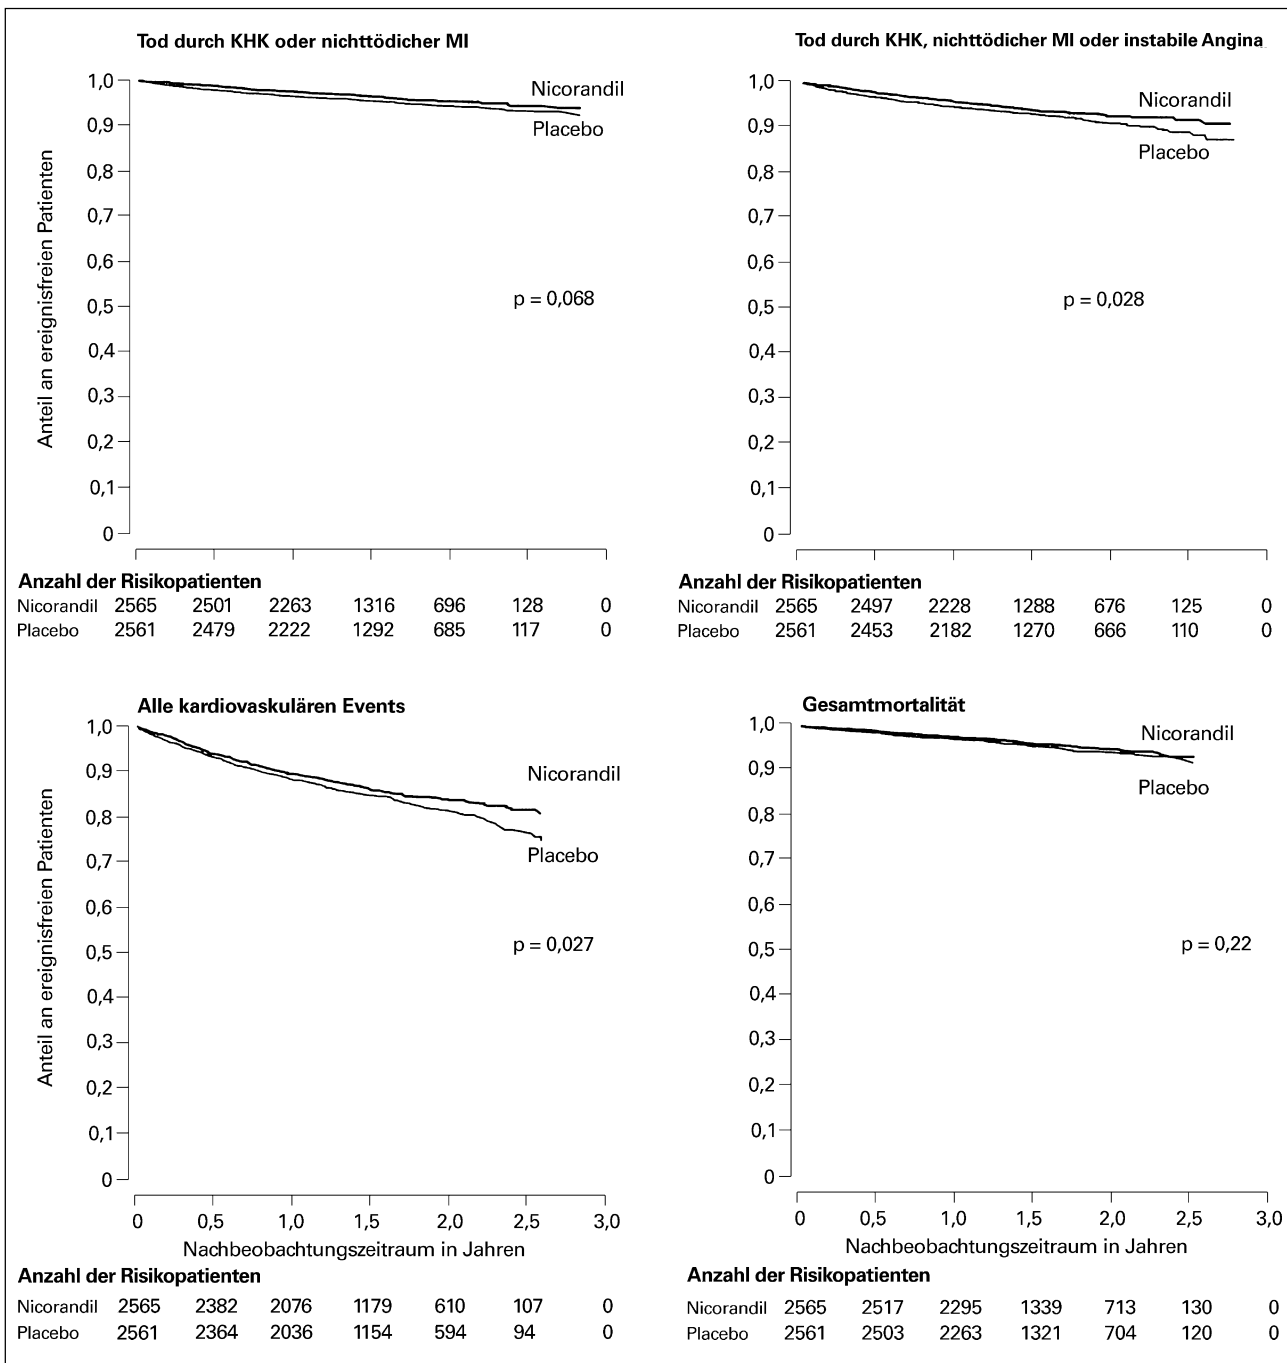 Tod durch KHK oder nichttödicher MI
Anteil an ereignisfreien Patienten
1,0
0,9
0,8
0,7
0,6
0,5
0,4
0,3
0,2
0,1
0
Nicorandil
Placebo
p = 0,068
Anzahl der Risikopatienten
Nicorandil 2565 2501 2263 1316 696 128 0
Placebo 2561 2479 2222 1292 685 117 0
Tod durch KHK, nichttödicher MI oder instabile Angina
1,0
0,9
0,8
0,7
0,6
0,5
0,4
0,3
0,2
0,1
0
Nicorandil
Placebo
p = 0,028
Anzahl der Risikopatienten
Nicorandil 2565 2497 2228 1288 676 125 0
Placebo 2561 2453 2182 1270 666 110 0
Alle kardiovaskulären Events
Anteil an ereignisfreien Patienten
1,0
0,9
0,8
0,7
0,6
0,5
0,4
0,3
0,2
0,1
0
Nicorandil
Placebo
p = 0,027
0 0,5 1,0 1,5 2,0 2,5 3,0
Nachbeobachtungszeitraum in Jahren
Anzahl der Risikopatienten
Nicorandil 2565 2382 2076 1179 610 107 0
Placebo 2561 2364 2036 1154 594 94 0
Gesamtmortalität
1,0
0,9
0,8
0,7
0,6
0,5
0,4
0,3
0,2
0,1
0
Nicorandil
Placebo
p = 0,22
0 0,5 1,0 1,5 2,0 2,5 3,0
Nachbeobachtungszeitraum in Jahren
Anzahl der Risikopatienten
Nicorandil 2565 2517 2295 1339 713 130 0
Placebo 2561 2503 2263 1321 704 120 0